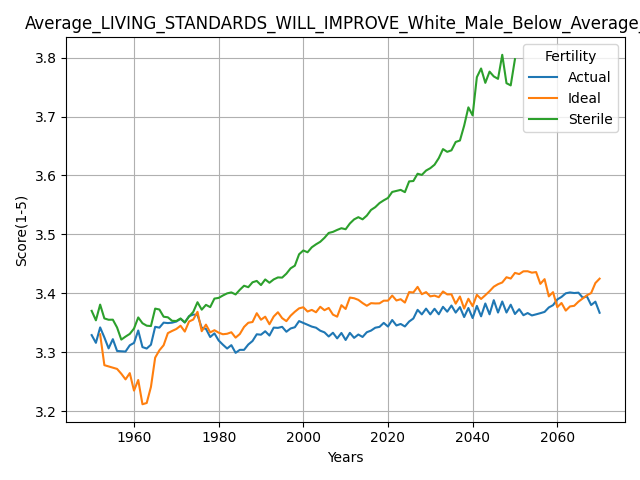 Average_LIVING_STANDARDS_WILL_IMPROVE_White_Male_Below_Average_
3.8
3.7
3.6
3.5
3.4
3.3
3.2
Score(1-5)
Fertility
Actual
Ideal
Sterile
1960 1980 2000 2020 2040 2060
Years